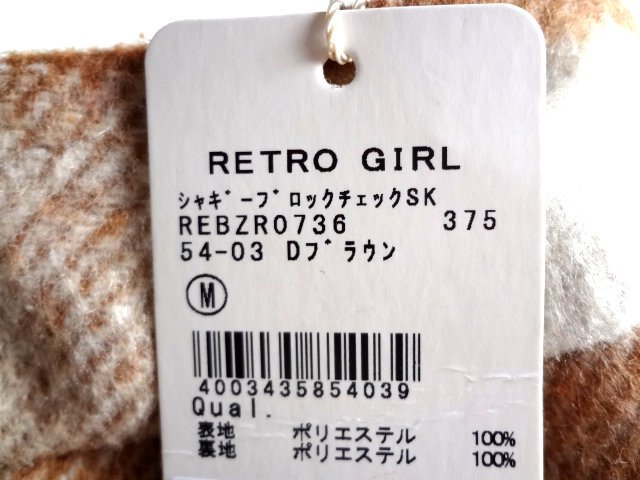 RETRO GIRL
ｼｬｷﾞｰﾌﾞﾛｯｸﾁｪｯｸSK
REBZR0736 375
54-03 Dﾌﾞﾗｳﾝ
M
4003435854039
Qual.
表地 ポリエステル 100%
裏地 ポリエステル 100%